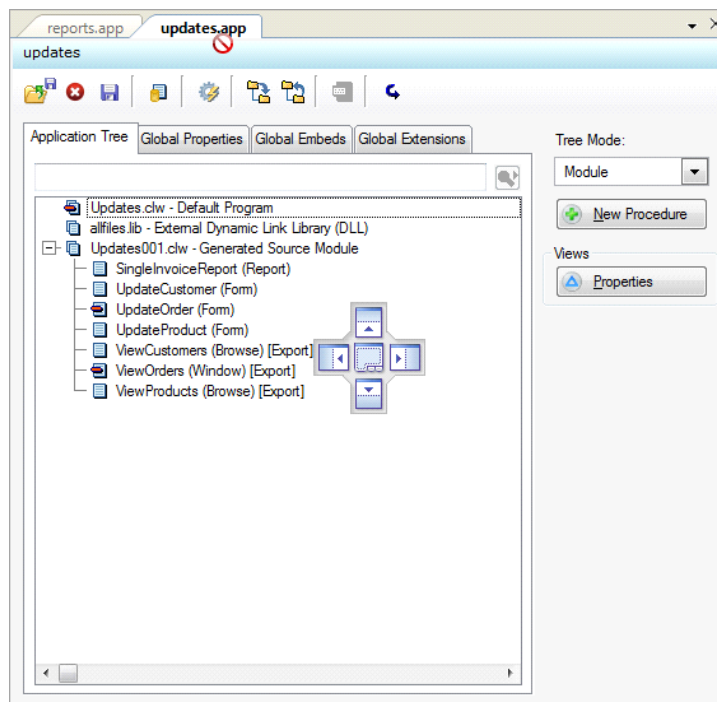 reports.app updates.app
updates
Application Tree Global Properties Global Embeds Global Extensions
Tree Mode:
Module
New Procedure
Views
Properties
Updates.clw - Default Program
allfiles.lib - External Dynamic Link Library (DLL)
Updates001.clw - Generated Source Module
SingleInvoiceReport (Report)
UpdateCustomer (Form)
UpdateOrder (Form)
UpdateProduct (Form)
ViewCustomers (Browse) [Export]
ViewOrders (Window) [Export]
ViewProducts (Browse) [Export]